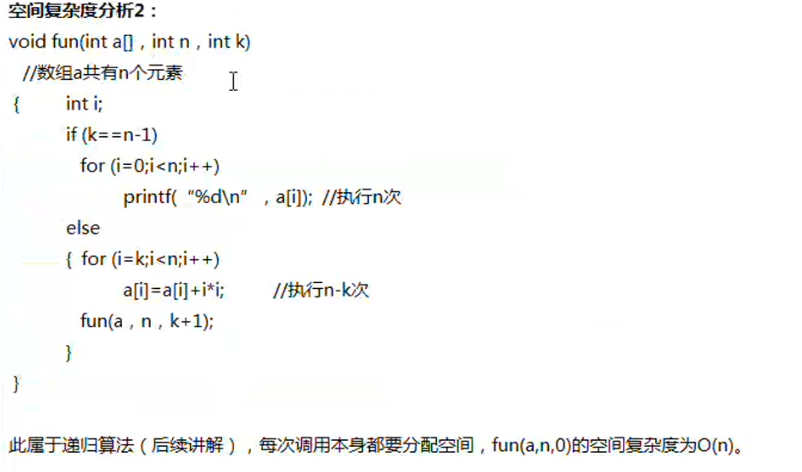 空间复杂度分析2：
void fun(int a[]，int n，int k)
//数组a共有n个元素
{ int i;
if (k==n-1)
for (i=0;i<n;i++)
printf(“%d\n”，a[i]); //执行n次
else
{ for (i=k;i<n;i++)
a[i]=a[i]+i*i; //执行n-k次
fun(a，n，k+1);
}
}
此属于递归算法（后续讲解），每次调用本身都要分配空间，fun(a,n,0)的空间复杂度为O(n)。